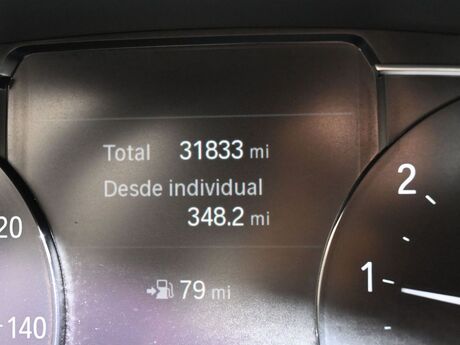 Total 31833 mi
Desde individual
348.2 mi
79 mi
20
140
2
1